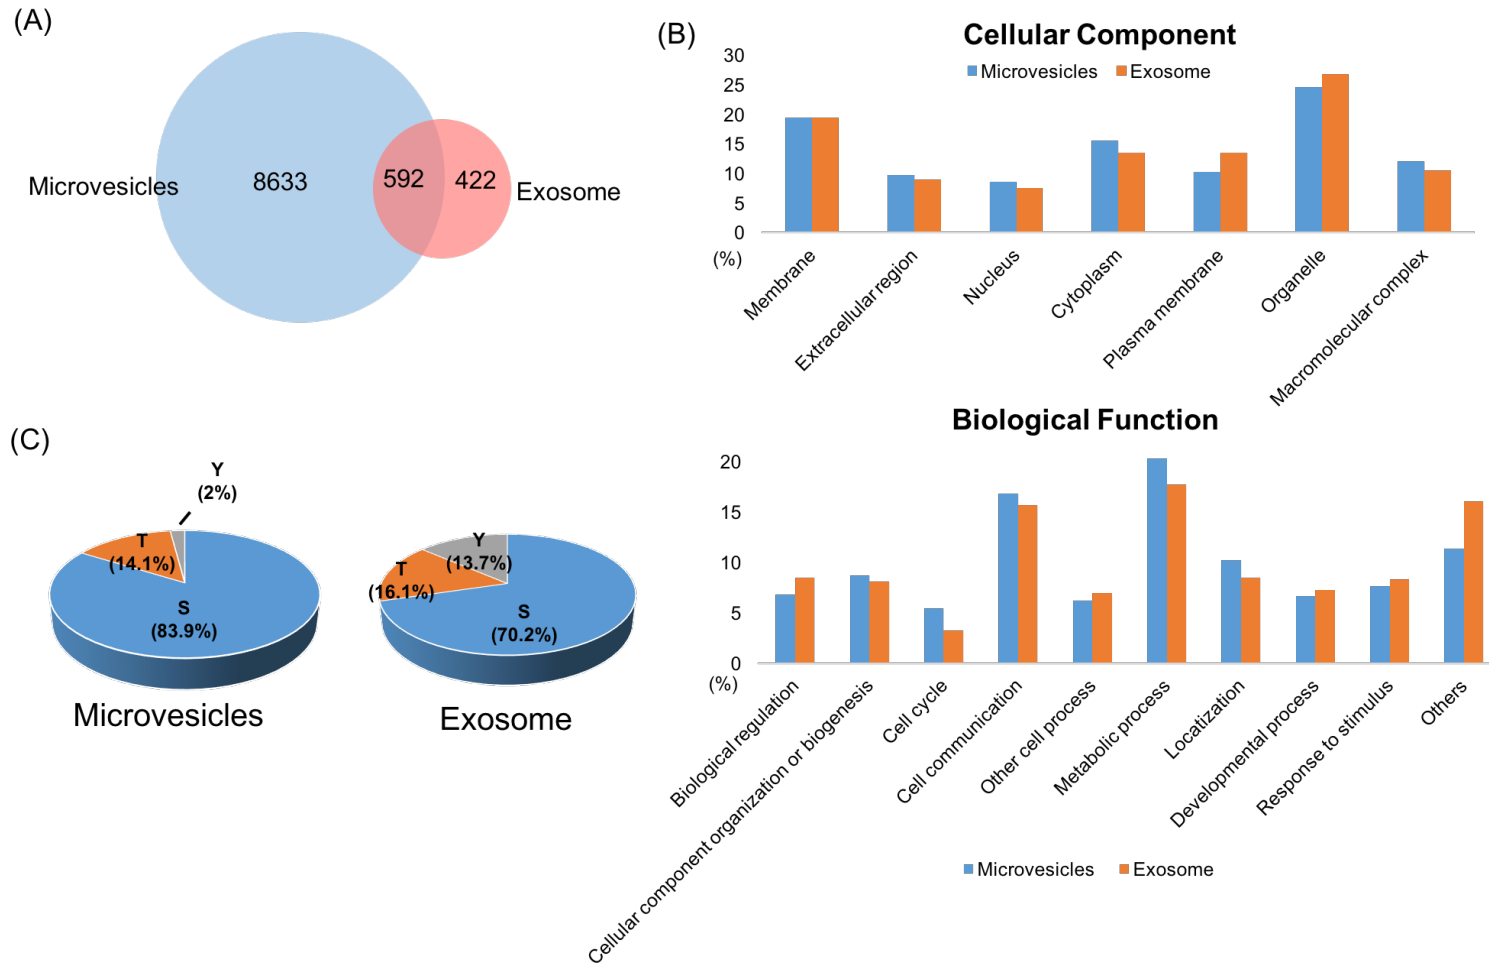 (A)
Microvesicles
8633
592
422
Exosome
(B)
Cellular Component
Microvesicles
Exosome
30
25
20
15
10
5
0
(%)
Membrane
Extracellular region
Nucleus
Cytoplasm
Plasma membrane
Organelle
Macromolecular complex
Biological Function
20
15
10
5
0
(%)
Biological regulation
Cellular component organization or biogenesis
Cell cycle
Cell communication
Other cell process
Metabolic process
Locatization
Developmental process
Response to stimulus
Others
Microvesicles
Exosome
(C)
Y
(2%)
T
(14.1%)
S
(83.9%)
Microvesicles
Y
(13.7%)
T
(16.1%)
S
(70.2%)
Exosome